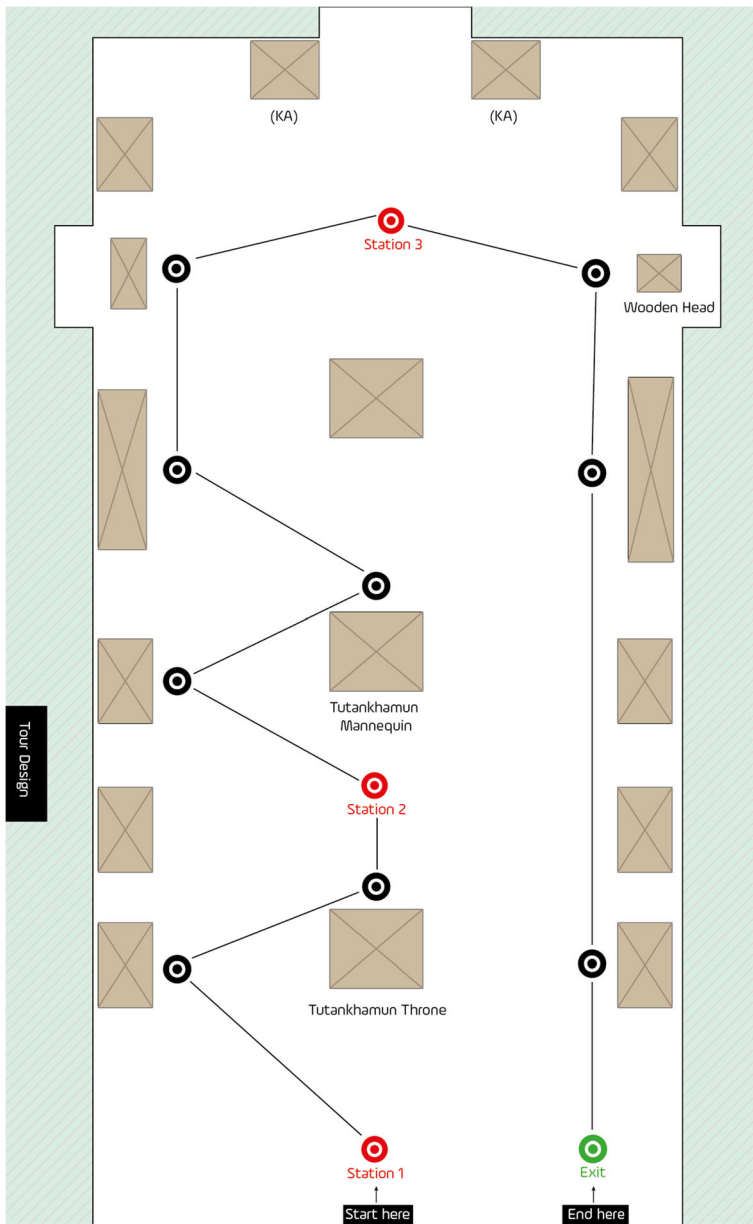 (KA)
(KA)
Station 3
Wooden Head
Tutankhamun
Mannequin
Tour Design
Station 2
Tutankhamun Throne
Station 1
Exit
Start here
End here